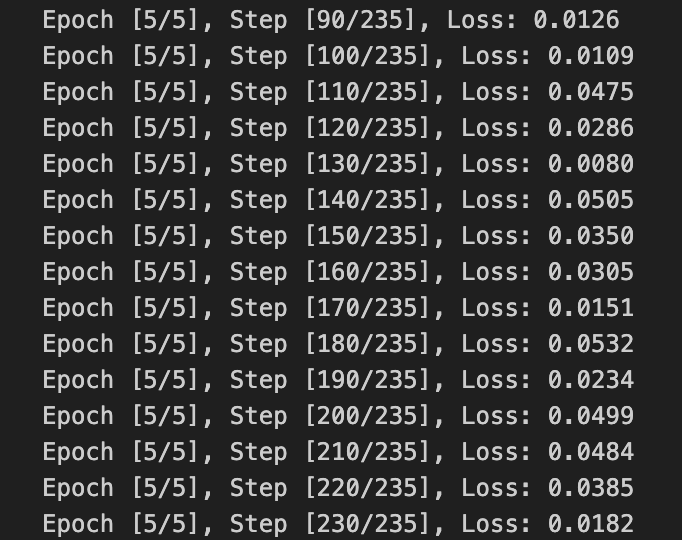 Epoch [5/5], Step [90/235], Loss: 0.0126
Epoch [5/5], Step [100/235], Loss: 0.0109
Epoch [5/5], Step [110/235], Loss: 0.0475
Epoch [5/5], Step [120/235], Loss: 0.0286
Epoch [5/5], Step [130/235], Loss: 0.0080
Epoch [5/5], Step [140/235], Loss: 0.0505
Epoch [5/5], Step [150/235], Loss: 0.0350
Epoch [5/5], Step [160/235], Loss: 0.0305
Epoch [5/5], Step [170/235], Loss: 0.0151
Epoch [5/5], Step [180/235], Loss: 0.0532
Epoch [5/5], Step [190/235], Loss: 0.0234
Epoch [5/5], Step [200/235], Loss: 0.0499
Epoch [5/5], Step [210/235], Loss: 0.0484
Epoch [5/5], Step [220/235], Loss: 0.0385
Epoch [5/5], Step [230/235], Loss: 0.0182